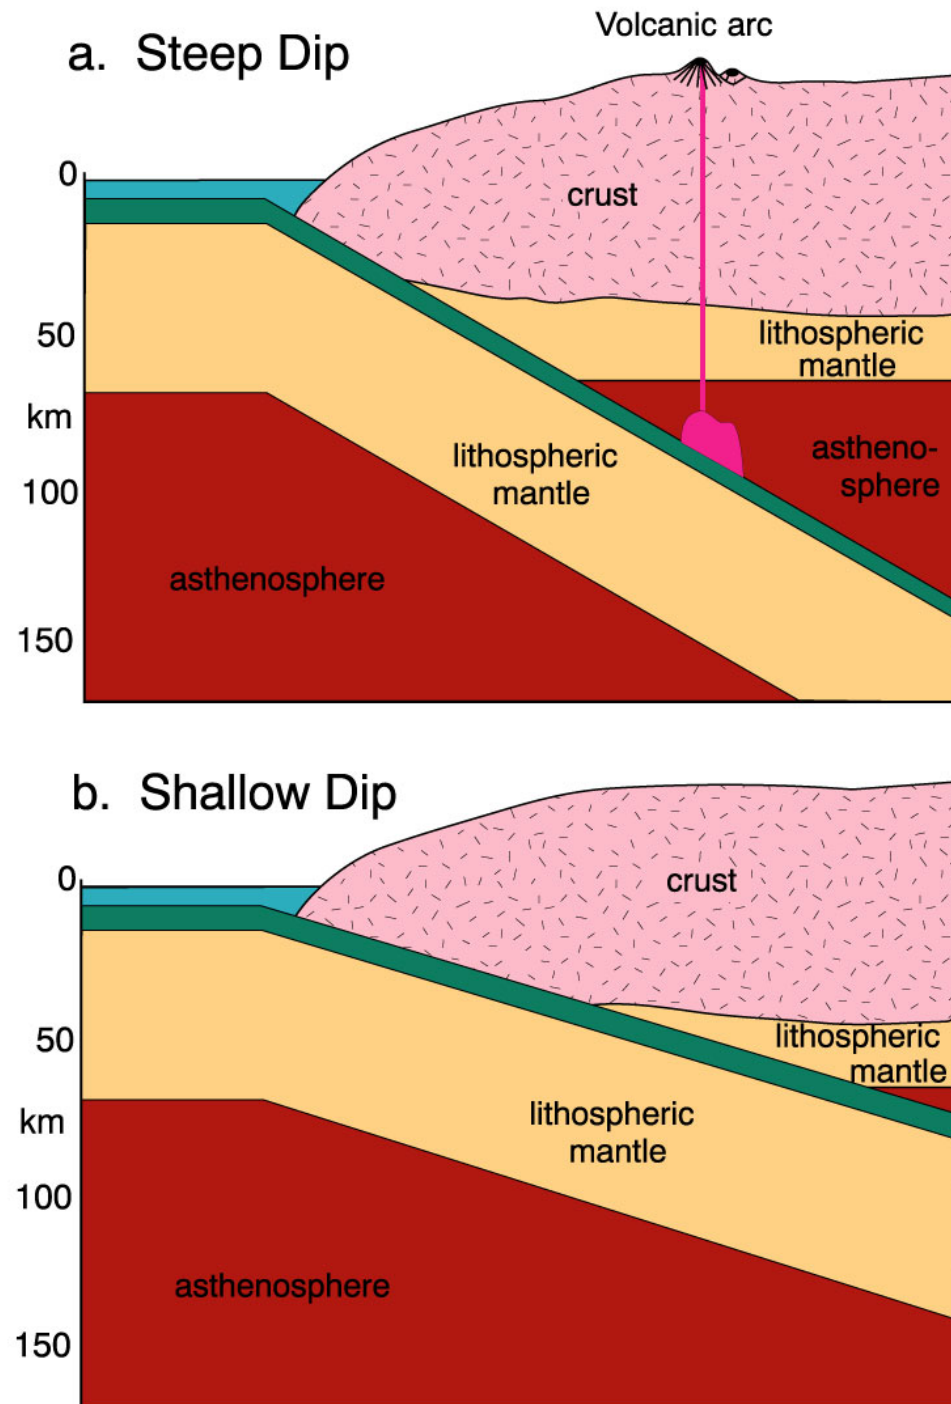 a. Steep Dip
Volcanic arc
0
crust
50
lithospheric
mantle
km
astheno-
sphere
lithospheric
mantle
100
asthenosphere
150
b. Shallow Dip
0
crust
50
lithospheric
mantle
km
lithospheric
mantle
100
asthenosphere
150